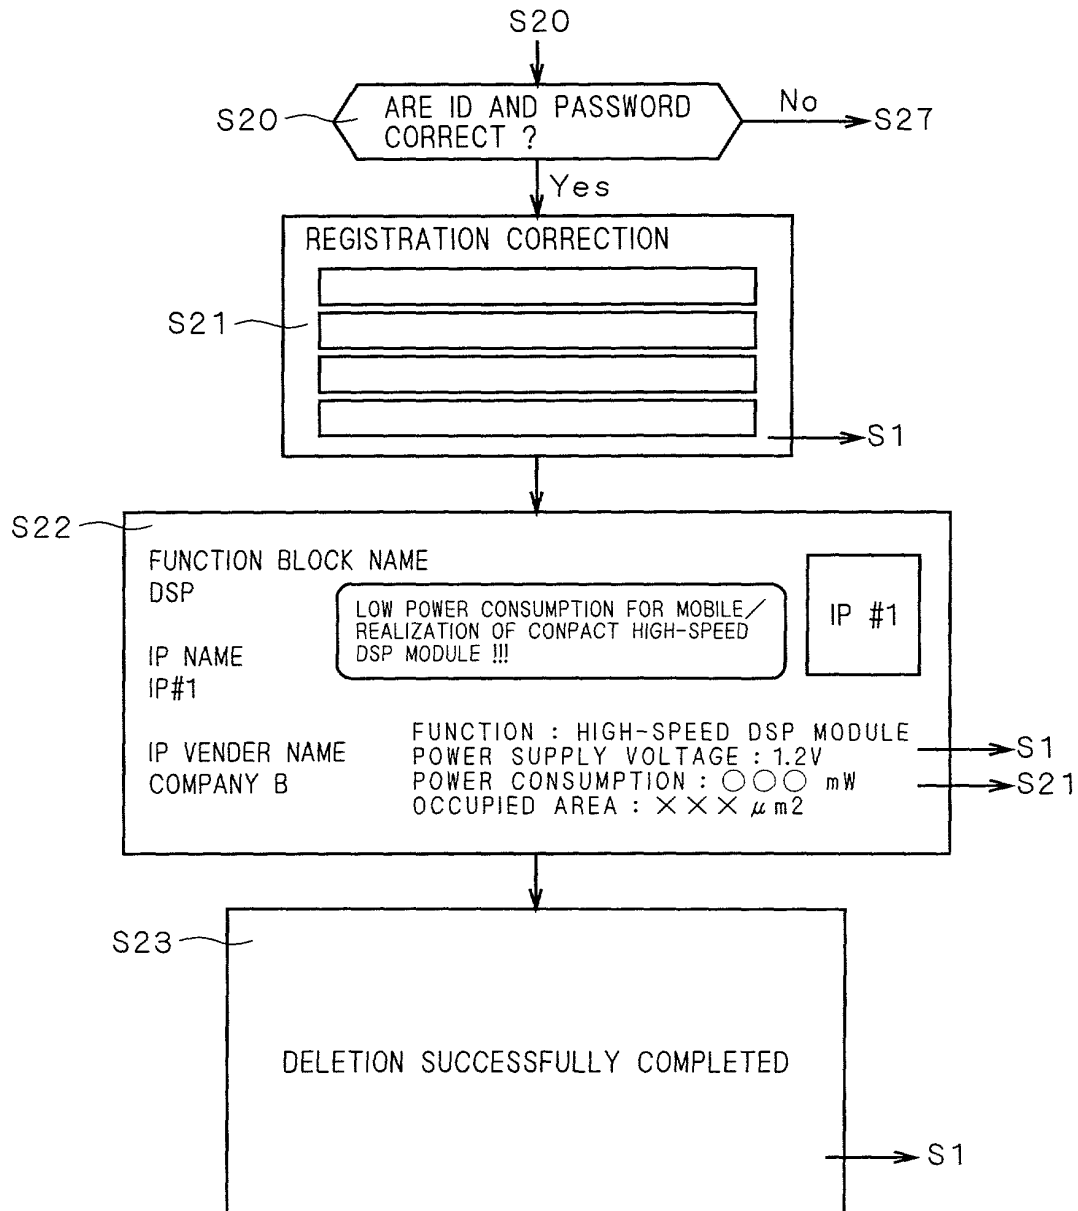 S20
S20
ARE ID AND PASSWORD
CORRECT ?
No
S27
Yes
REGISTRATION CORRECTION
S21
S1
S22
FUNCTION BLOCK NAME
DSP
LOW POWER CONSUMPTION FOR MOBILE/
REALIZATION OF CONPACT HIGH-SPEED
DSP MODULE !!!
IP #1
IP NAME
IP#1
IP VENDER NAME
COMPANY B
FUNCTION : HIGH-SPEED DSP MODULE
POWER SUPPLY VOLTAGE : 1.2V
POWER CONSUMPTION : ○○○ mW
OCCUPIED AREA : ××× μm2
S1
S21
S23
DELETION SUCCESSFULLY COMPLETED
S1